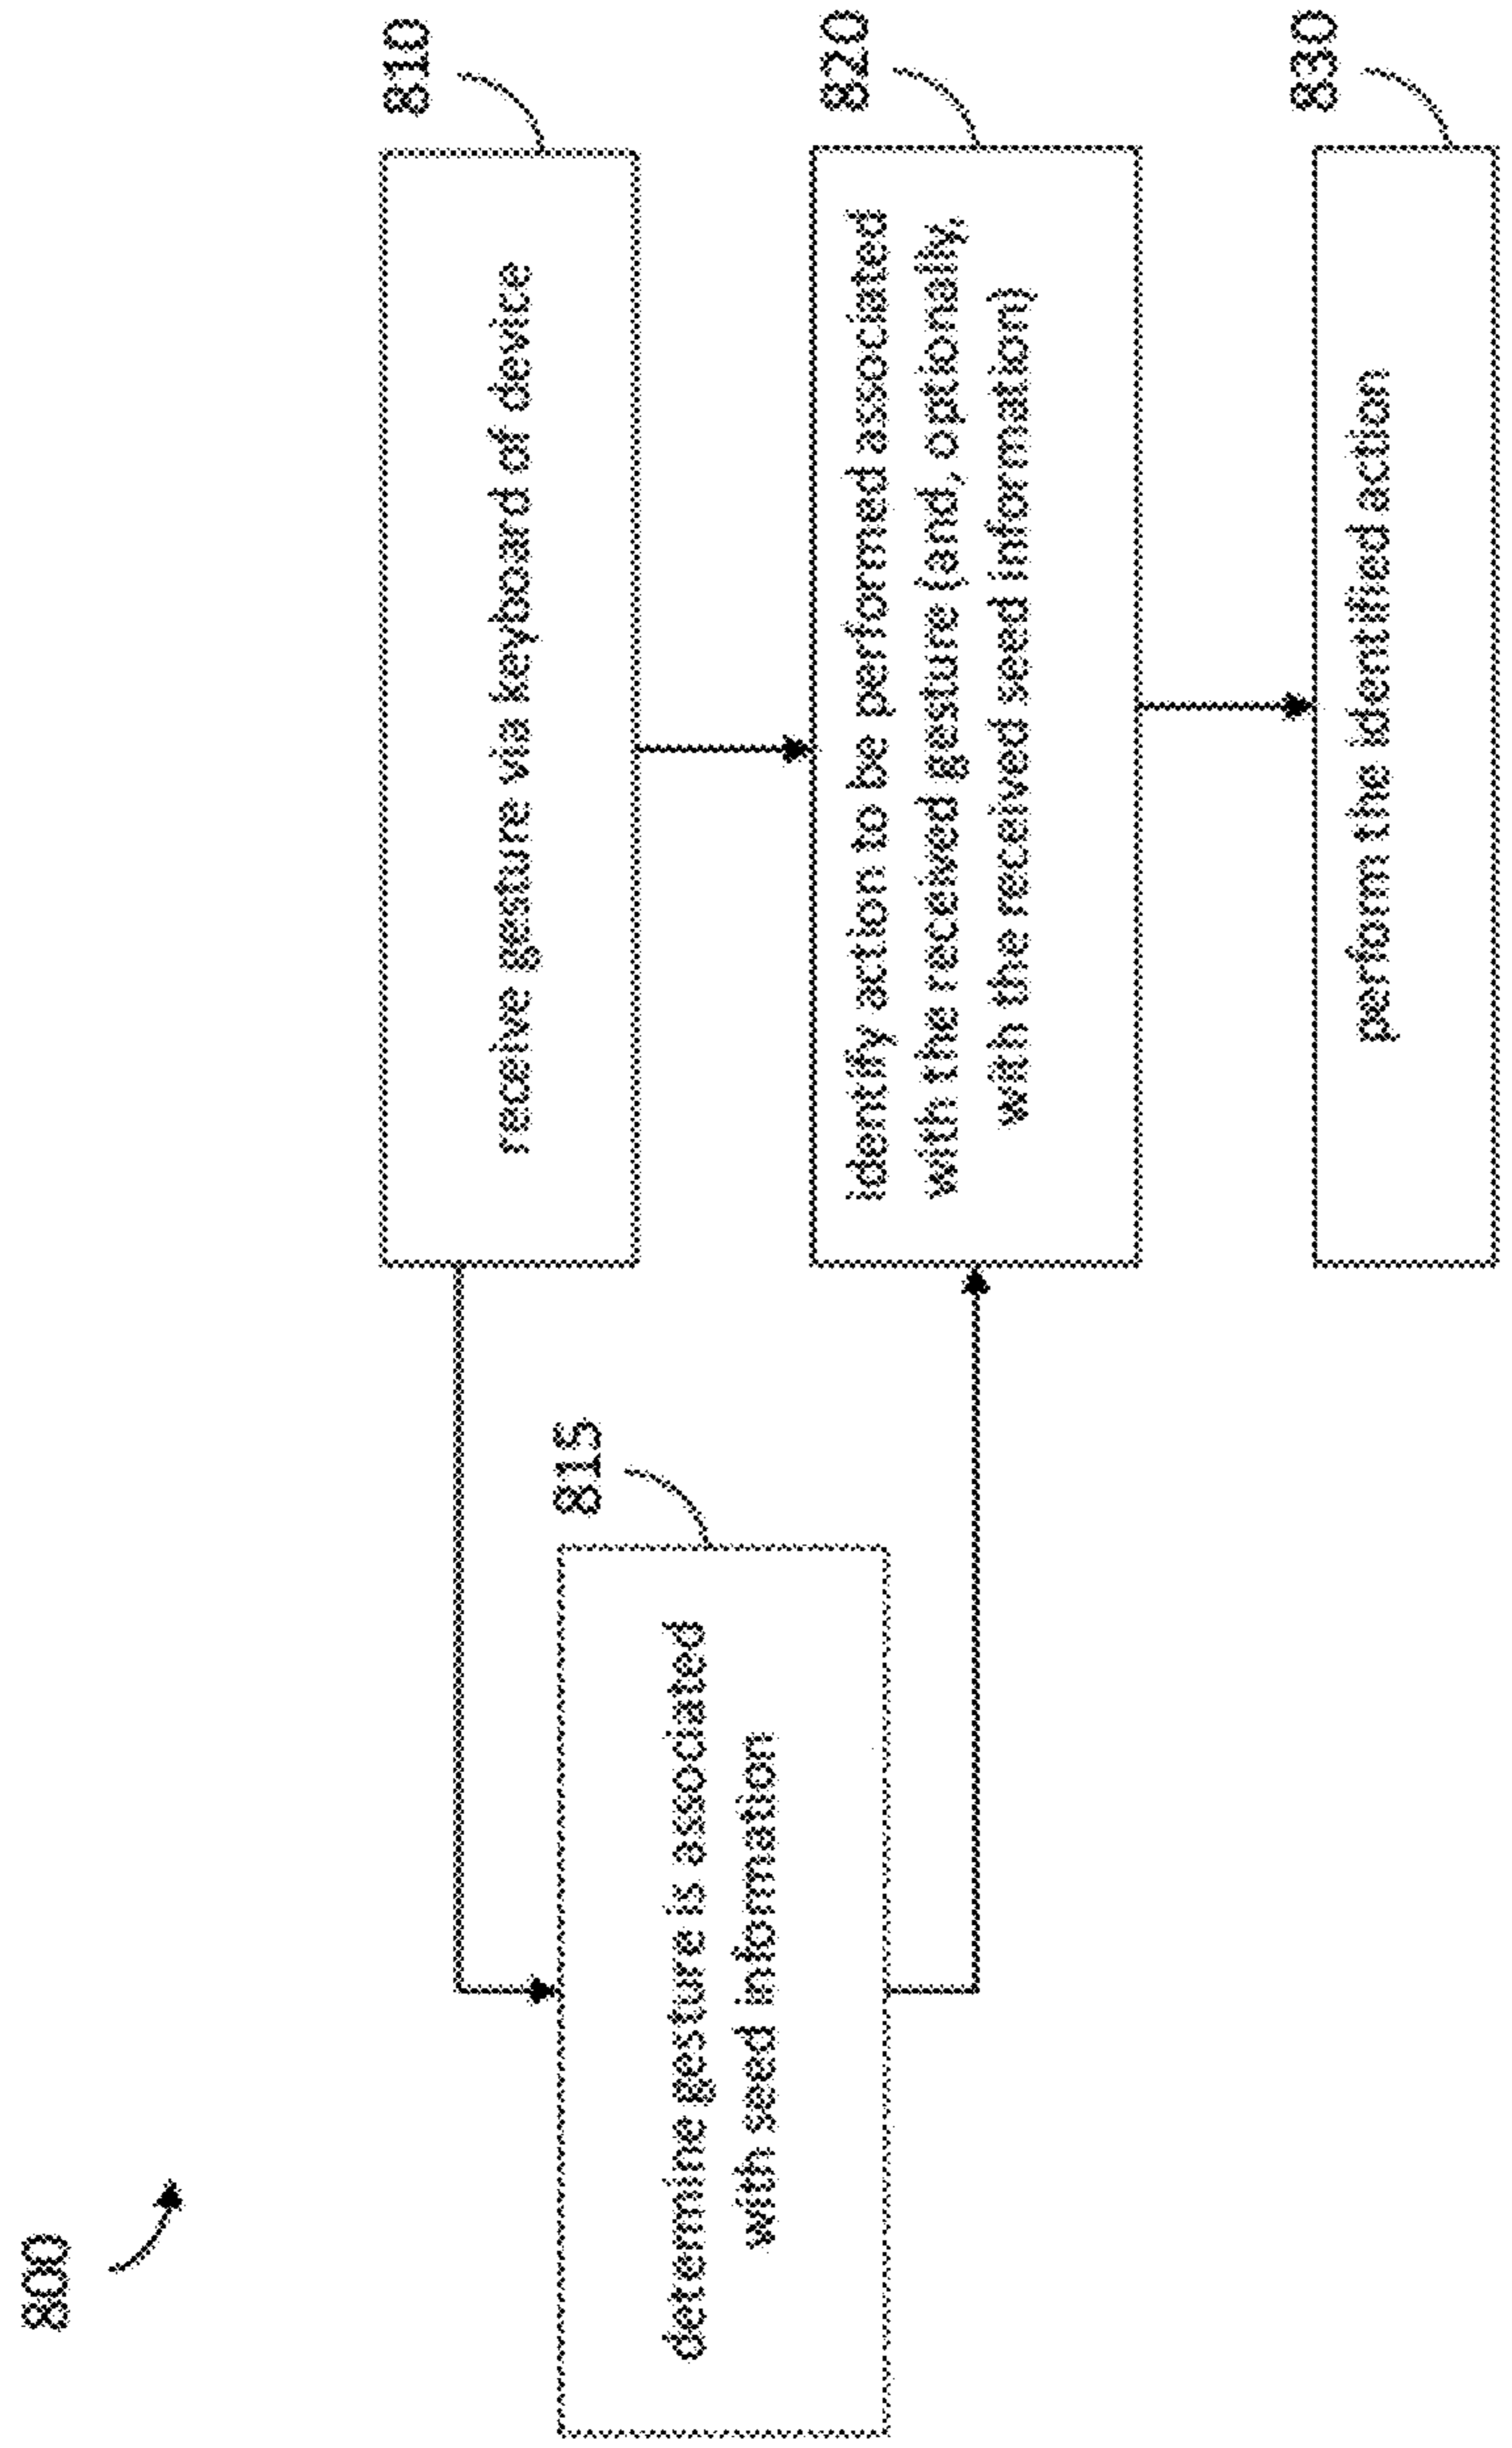 800
810
receive gesture via keyboard of device
815
determine gesture is associated
with seed information
820
identify action to be performed associated
with the received gesture (and, optionally,
with the received seed information)
830
perform the identified action